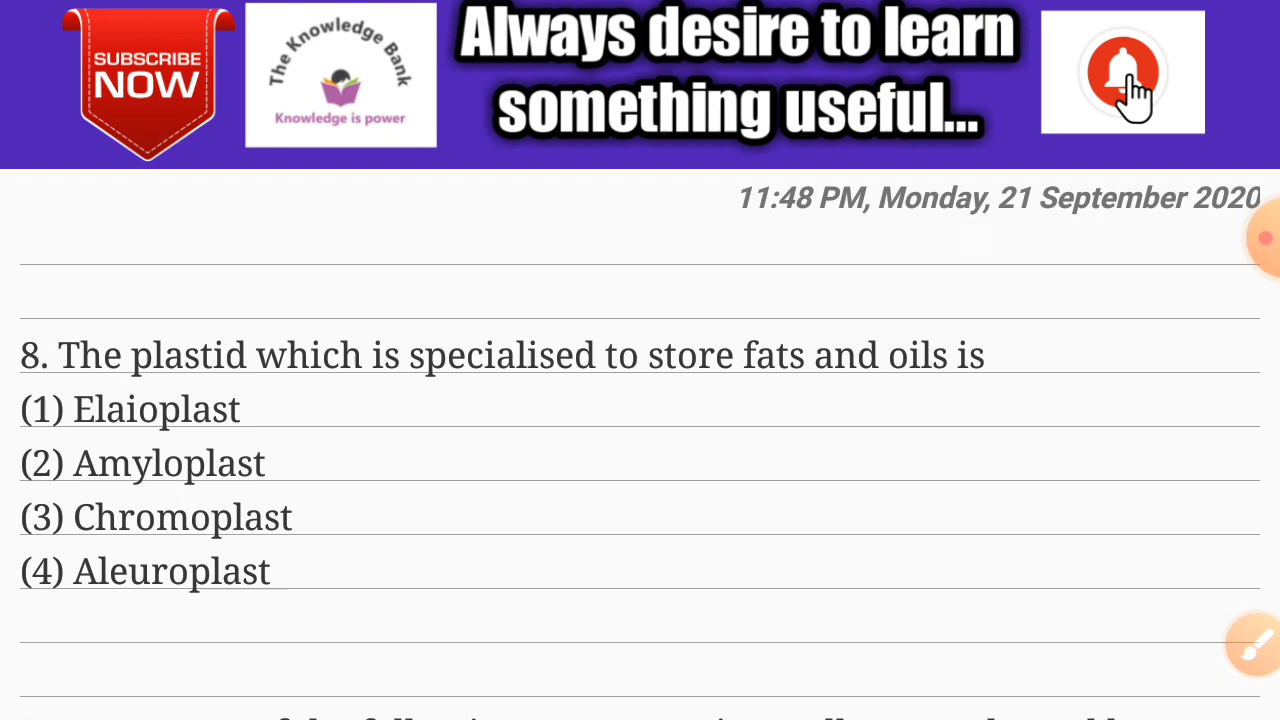 SUBSCRIBE
NOW
The Knowledge Bank
Knowledge is power
Always desire to learn
something useful...
11:48 PM, Monday, 21 September 2020
8. The plastid which is specialised to store fats and oils is
(1) Elaioplast
(2) Amyloplast
(3) Chromoplast
(4) Aleuroplast